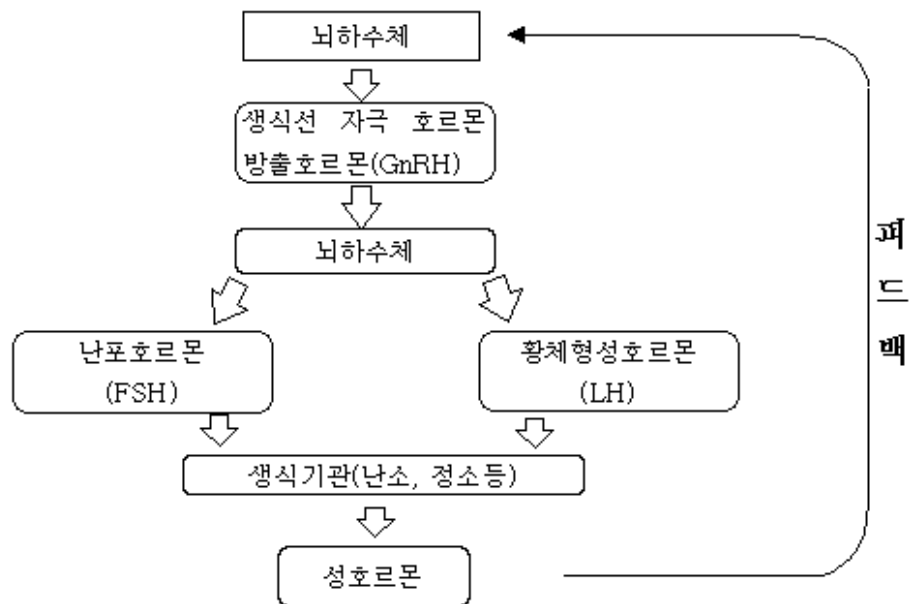 뇌하수체
생식선 자극 호르몬
방출호르몬(GnRH)
뇌하수체
난포호르몬
(FSH)
황체형성호르몬
(LH)
생식기관(난소, 정소등)
성호르몬
피
드
백